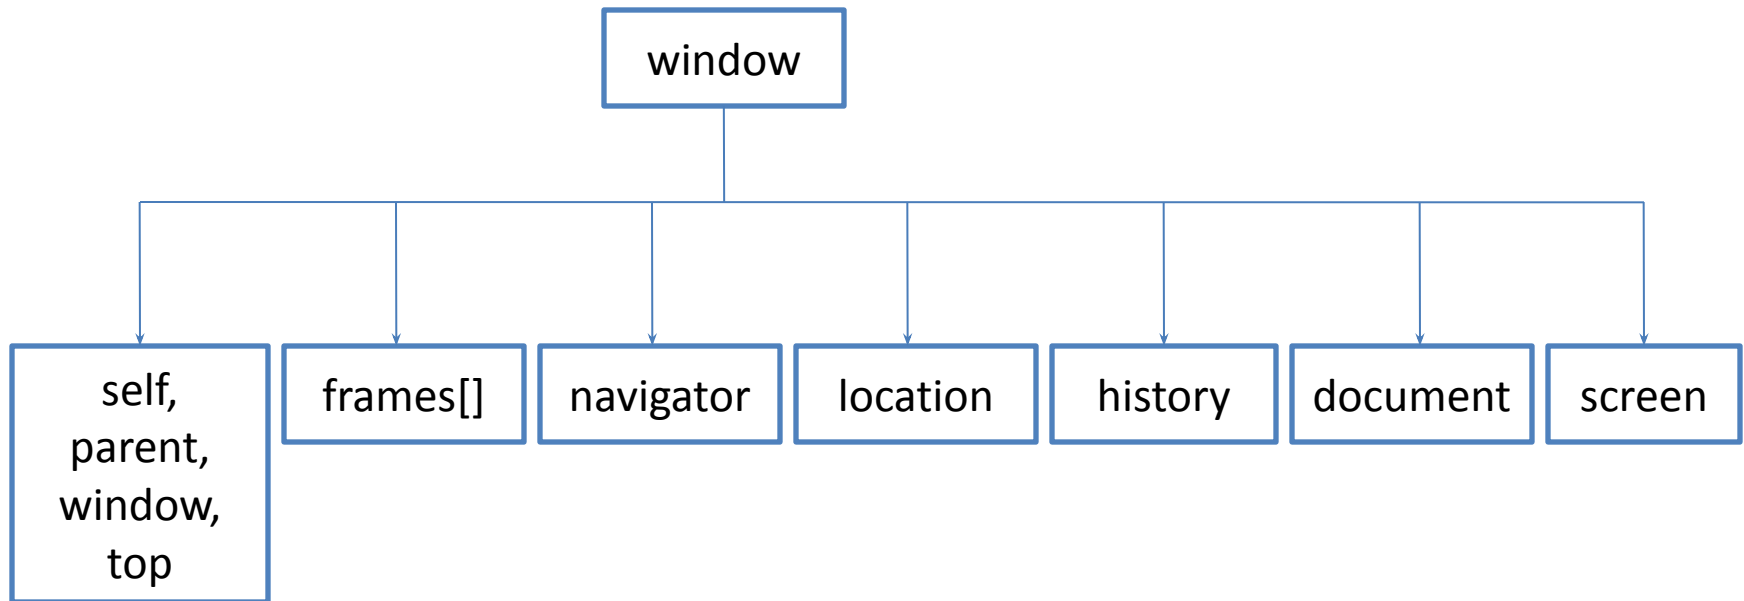 window
self,
parent,
window,
top
frames[]
navigator
location
history
document
screen